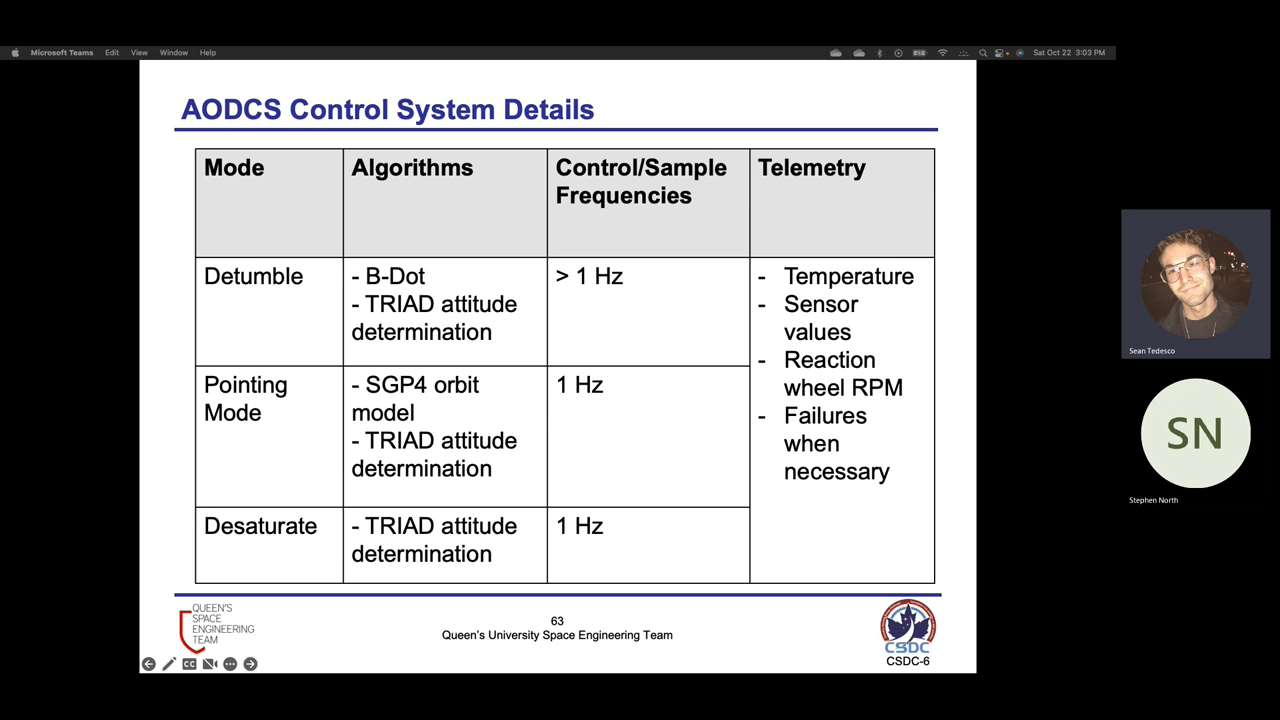 Microsoft Teams Edit View Window Help Sat Oct 22 3:03 PM
AODCS Control System Details
Mode
Algorithms
Control/Sample
Frequencies
Telemetry
Detumble
- B-Dot
- TRIAD attitude
determination
> 1 Hz
- Temperature
- Sensor
values
- Reaction
wheel RPM
- Failures
when
necessary
Pointing
Mode
- SGP4 orbit
model
- TRIAD attitude
determination
1 Hz
Desaturate
- TRIAD attitude
determination
1 Hz
QUEEN'S
SPACE
ENGINEERING
TEAM
63
Queen's University Space Engineering Team
CSDC
CSDC-6
CC
Sean Tedesco
SN
Stephen North